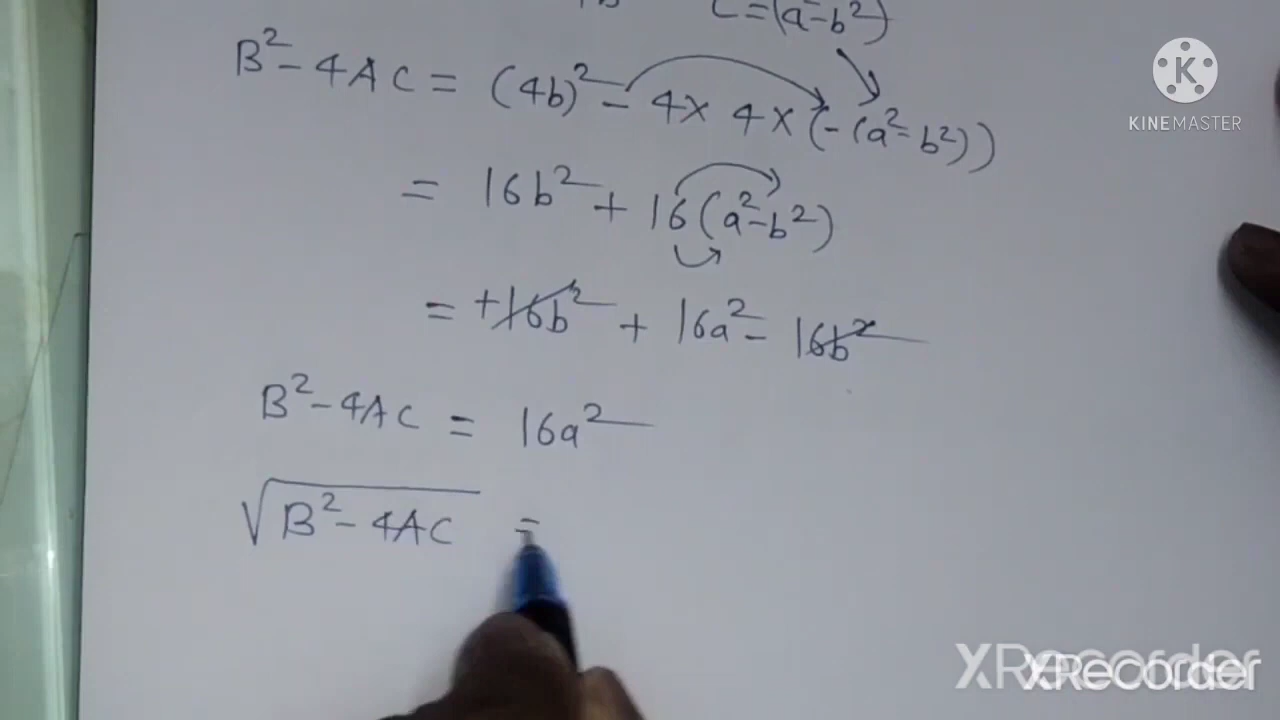 C=(a²-b²)
B²-4AC = (4b)² - 4× 4×(-(a²-b²))
= 16b² + 16(a²-b²)
= +16b² + 16a² - 16b²
B²-4AC = 16a²
√B²-4AC =
KINEMASTER
XRecorder
XRecorder